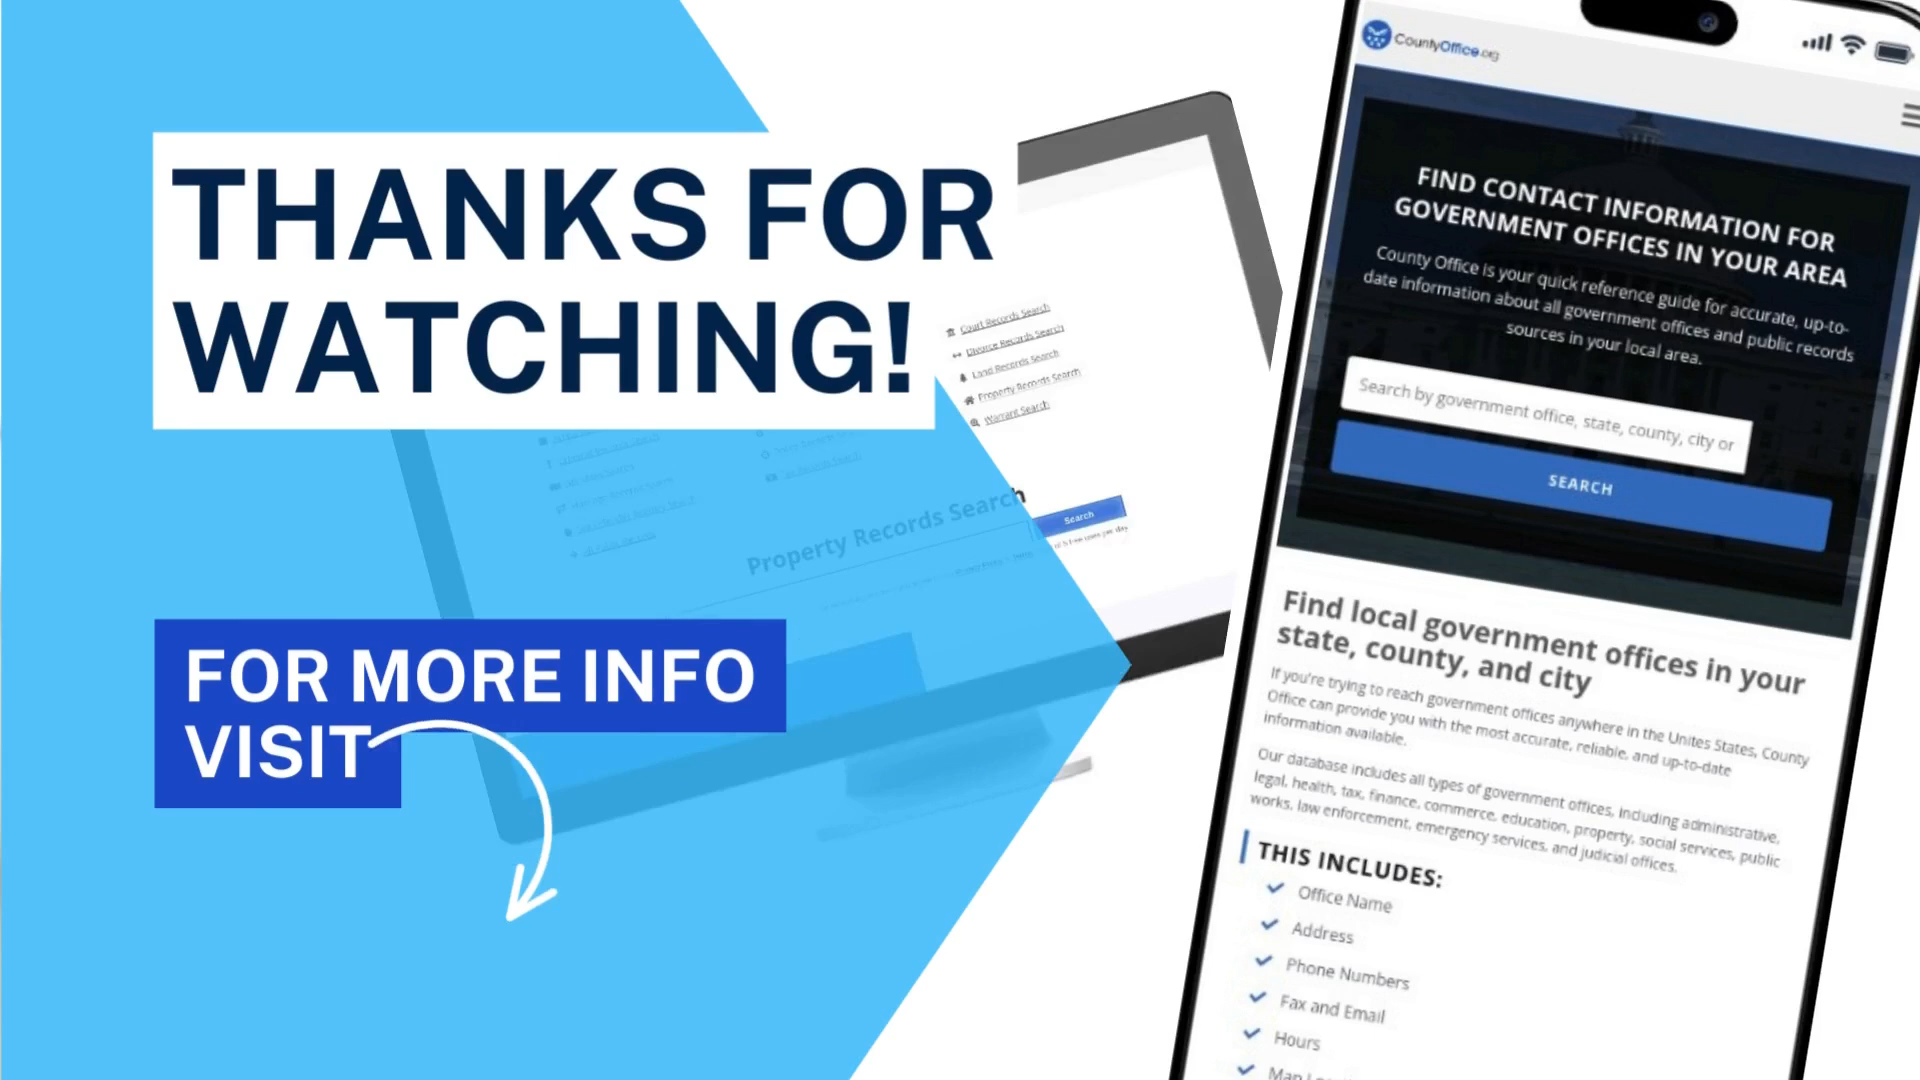 THANKS FOR
WATCHING!
FOR MORE INFO
VISIT
Court Records Search
Divorce Records Search
Land Records Search
Property Records Search
Warrant Search
Property Records Search
Search
of 5 free uses per day
CountyOffice.org
FIND CONTACT INFORMATION FOR
GOVERNMENT OFFICES IN YOUR AREA
County Office is your quick reference guide for accurate, up-to-
date information about all government offices and public records
sources in your local area.
Search by government office, state, county, city or
SEARCH
Find local government offices in your
state, county, and city
If you're trying to reach government offices anywhere in the Unites States, County
Office can provide you with the most accurate, reliable, and up-to-date
information available.
Our database includes all types of government offices, including administrative,
legal, health, tax, finance, commerce, education, property, social services, public
works, law enforcement, emergency services, and judicial offices.
THIS INCLUDES:
Office Name
Address
Phone Numbers
Fax and Email
Hours
Map